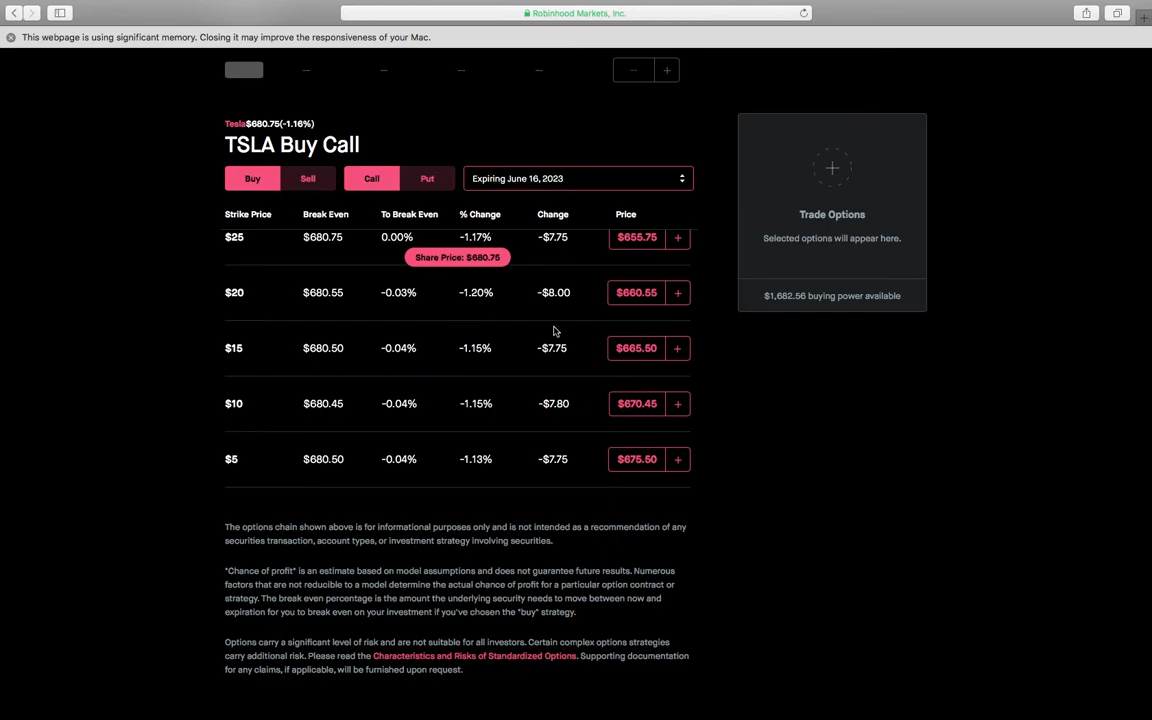 Robinhood Markets, Inc.
This webpage is using significant memory. Closing it may improve the responsiveness of your Mac.
-- -- -- -- -- +
Tesla$680.75(-1.16%)
TSLA Buy Call
Buy Sell Call Put Expiring June 16, 2023
Strike Price Break Even To Break Even % Change Change Price
$25 $680.75 0.00% -1.17% -$7.75 $655.75 +
Share Price: $680.75
$20 $680.55 -0.03% -1.20% -$8.00 $660.55 +
$15 $680.50 -0.04% -1.15% -$7.75 $665.50 +
$10 $680.45 -0.04% -1.15% -$7.80 $670.45 +
$5 $680.50 -0.04% -1.13% -$7.75 $675.50 +
Trade Options
Selected options will appear here.
$1,682.56 buying power available
The options chain shown above is for informational purposes only and is not intended as a recommendation of any
securities transaction, account types, or investment strategy involving securities.
"Chance of profit" is an estimate based on model assumptions and does not guarantee future results. Numerous
factors that are not reducible to a model determine the actual chance of profit for a particular option contract or
strategy. The break even percentage is the amount the underlying security needs to move between now and
expiration for you to break even on your investment if you've chosen the "buy" strategy.
Options carry a significant level of risk and are not suitable for all investors. Certain complex options strategies
carry additional risk. Please read the Characteristics and Risks of Standardized Options. Supporting documentation
for any claims, if applicable, will be furnished upon request.